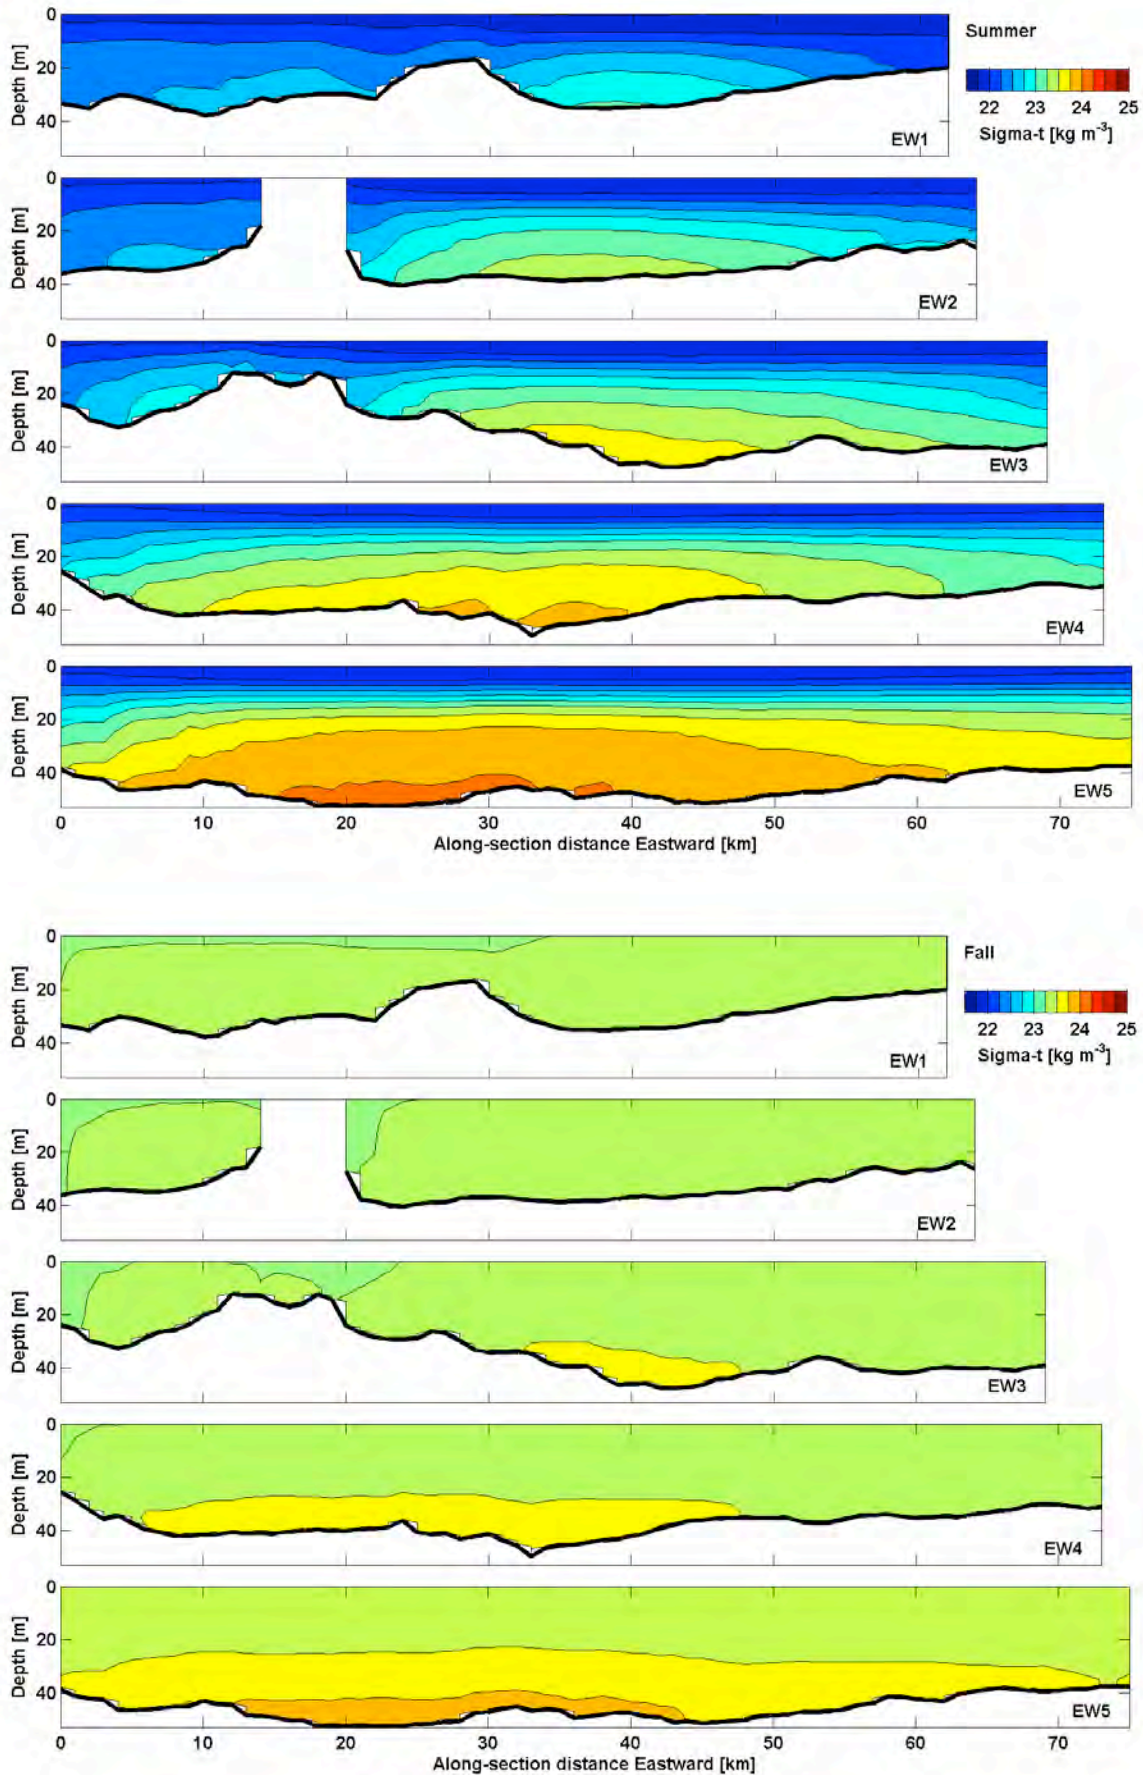 0
20
40
Depth [m]
EW1
Summer
22 23 24 25
Sigma-t [kg m⁻³]
0
20
40
Depth [m]
EW2
0
20
40
Depth [m]
EW3
0
20
40
Depth [m]
EW4
0
20
40
Depth [m]
EW5
0 10 20 30 40 50 60 70
Along-section distance Eastward [km]
0
20
40
Depth [m]
EW1
Fall
22 23 24 25
Sigma-t [kg m⁻³]
0
20
40
Depth [m]
EW2
0
20
40
Depth [m]
EW3
0
20
40
Depth [m]
EW4
0
20
40
Depth [m]
EW5
0 10 20 30 40 50 60 70
Along-section distance Eastward [km]